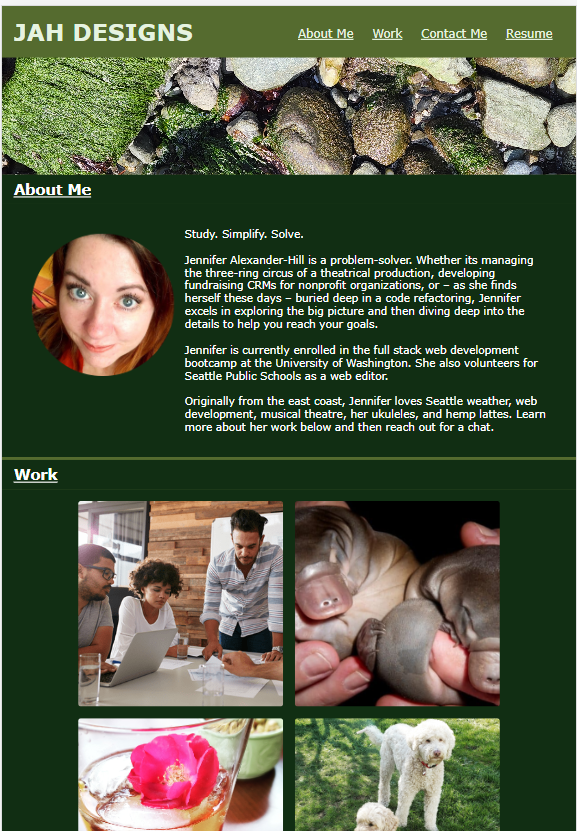 JAH DESIGNS
About Me Work Contact Me Resume
About Me
Study. Simplify. Solve.
Jennifer Alexander-Hill is a problem-solver. Whether its managing
the three-ring circus of a theatrical production, developing
fundraising CRMs for nonprofit organizations, or – as she finds
herself these days – buried deep in a code refactoring, Jennifer
excels in exploring the big picture and then diving deep into the
details to help you reach your goals.
Jennifer is currently enrolled in the full stack web development
bootcamp at the University of Washington. She also volunteers for
Seattle Public Schools as a web editor.
Originally from the east coast, Jennifer loves Seattle weather, web
development, musical theatre, her ukuleles, and hemp lattes. Learn
more about her work below and then reach out for a chat.
Work